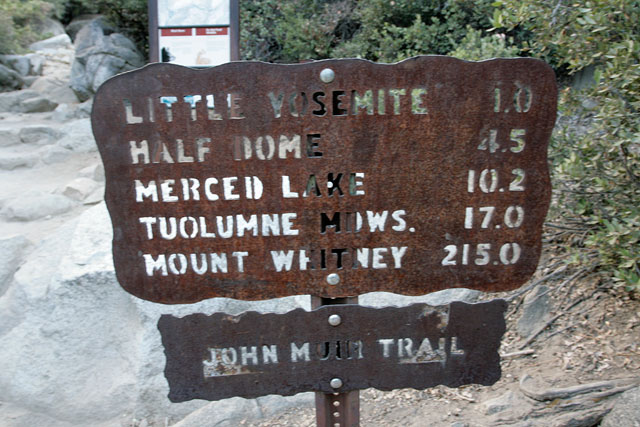 LITTLE YOSEMITE 1.0
HALF DOME 4.5
MERCED LAKE 10.2
TUOLUMNE MDWS. 17.0
MOUNT WHITNEY 215.0
JOHN MUIR TRAIL